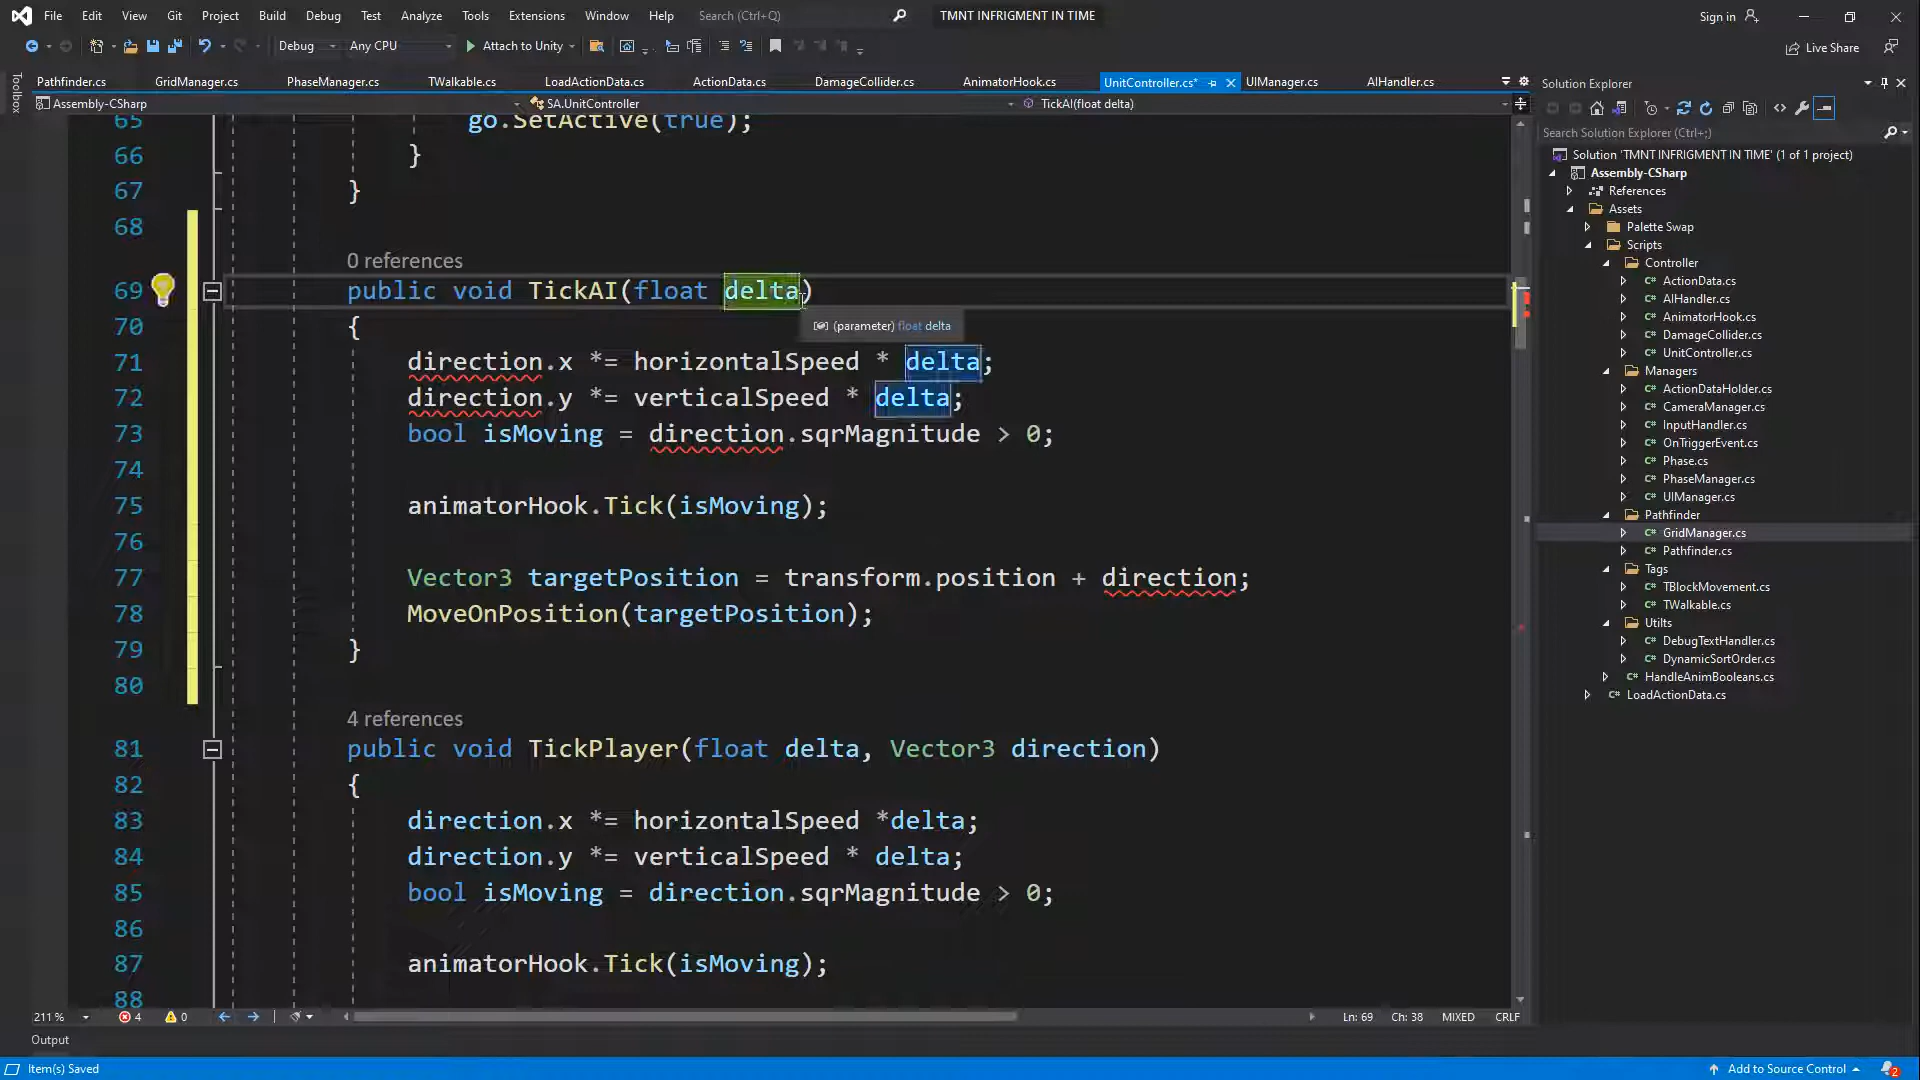 File Edit View Git Project Build Debug Test Analyze Tools Extensions Window Help Search (Ctrl+Q) TMNT INFRIGMENT IN TIME Sign in
Debug Any CPU Attach to Unity Live Share
Toolbox
Pathfinder.cs GridManager.cs PhaseManager.cs TWalkable.cs LoadActionData.cs ActionData.cs DamageCollider.cs AnimatorHook.cs UnitController.cs* UIManager.cs AIHandler.cs
Assembly-CSharp SA.UnitController TickAI(float delta)
65 go.SetActive(true);
66 }
67 }
68
0 references
69 public void TickAI(float delta)
70 {
(parameter) float delta
71 direction.x *= horizontalSpeed * delta;
72 direction.y *= verticalSpeed * delta;
73 bool isMoving = direction.sqrMagnitude > 0;
74
75 animatorHook.Tick(isMoving);
76
77 Vector3 targetPosition = transform.position + direction;
78 MoveOnPosition(targetPosition);
79 }
80
4 references
81 public void TickPlayer(float delta, Vector3 direction)
82 {
83 direction.x *= horizontalSpeed *delta;
84 direction.y *= verticalSpeed * delta;
85 bool isMoving = direction.sqrMagnitude > 0;
86
87 animatorHook.Tick(isMoving);
88
211 % 4 0 Ln: 69 Ch: 38 MIXED CRLF
Output
Item(s) Saved Add to Source Control 2
Solution Explorer
Search Solution Explorer (Ctrl+;)
Solution 'TMNT INFRIGMENT IN TIME' (1 of 1 project)
Assembly-CSharp
References
Assets
Palette Swap
Scripts
Controller
C# ActionData.cs
C# AIHandler.cs
C# AnimatorHook.cs
C# DamageCollider.cs
C# UnitController.cs
Managers
C# ActionDataHolder.cs
C# CameraManager.cs
C# InputHandler.cs
C# OnTriggerEvent.cs
C# Phase.cs
C# PhaseManager.cs
C# UIManager.cs
Pathfinder
C# GridManager.cs
C# Pathfinder.cs
Tags
C# TBlockMovement.cs
C# TWalkable.cs
Utilts
C# DebugTextHandler.cs
C# DynamicSortOrder.cs
C# HandleAnimBooleans.cs
C# LoadActionData.cs